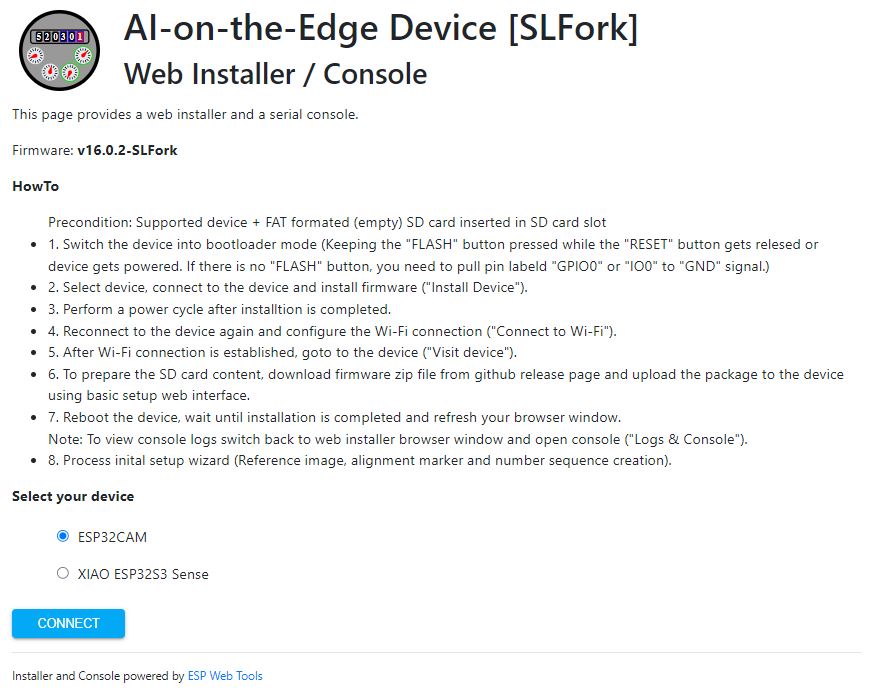 520301
AI-on-the-Edge Device [SLFork]
Web Installer / Console
This page provides a web installer and a serial console.
Firmware: v16.0.2-SLFork
HowTo
Precondition: Supported device + FAT formated (empty) SD card inserted in SD card slot
• 1. Switch the device into bootloader mode (Keeping the "FLASH" button pressed while the "RESET" button gets relesed or
device gets powered. If there is no "FLASH" button, you need to pull pin labeld "GPIO0" or "IO0" to "GND" signal.)
• 2. Select device, connect to the device and install firmware ("Install Device").
• 3. Perform a power cycle after installtion is completed.
• 4. Reconnect to the device again and configure the Wi-Fi connection ("Connect to Wi-Fi").
• 5. After Wi-Fi connection is established, goto to the device ("Visit device").
• 6. To prepare the SD card content, download firmware zip file from github release page and upload the package to the device
using basic setup web interface.
• 7. Reboot the device, wait until installation is completed and refresh your browser window.
Note: To view console logs switch back to web installer browser window and open console ("Logs & Console").
• 8. Process inital setup wizard (Reference image, alignment marker and number sequence creation).
Select your device
ESP32CAM
XIAO ESP32S3 Sense
CONNECT
Installer and Console powered by ESP Web Tools